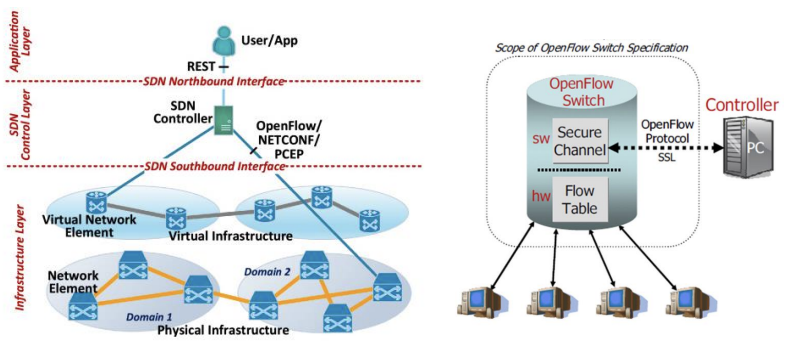 Application Layer
User/App
REST
SDN Northbound Interface
SDN Control Layer
SDN
Controller
OpenFlow/
NETCONF/
PCEP
SDN Southbound Interface
Infrastructure Layer
Virtual Network
Element
Virtual Infrastructure
Network
Element
Domain 1
Domain 2
Physical Infrastructure
Scope of OpenFlow Switch Specification
OpenFlow
Switch
sw
Secure
Channel
hw
Flow
Table
OpenFlow
Protocol
SSL
Controller
PC